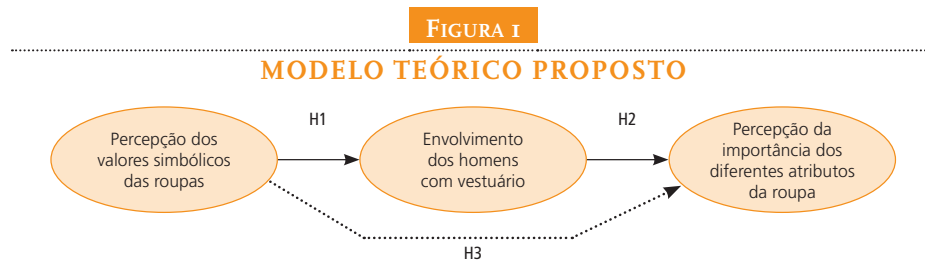 FIGURA 1
MODELO TEÓRICO PROPOSTO
H1
H2
Percepção dos
valores simbólicos
das roupas
Envolvimento
dos homens
com vestuário
Percepção da
importância dos
diferentes atributos
da roupa
H3